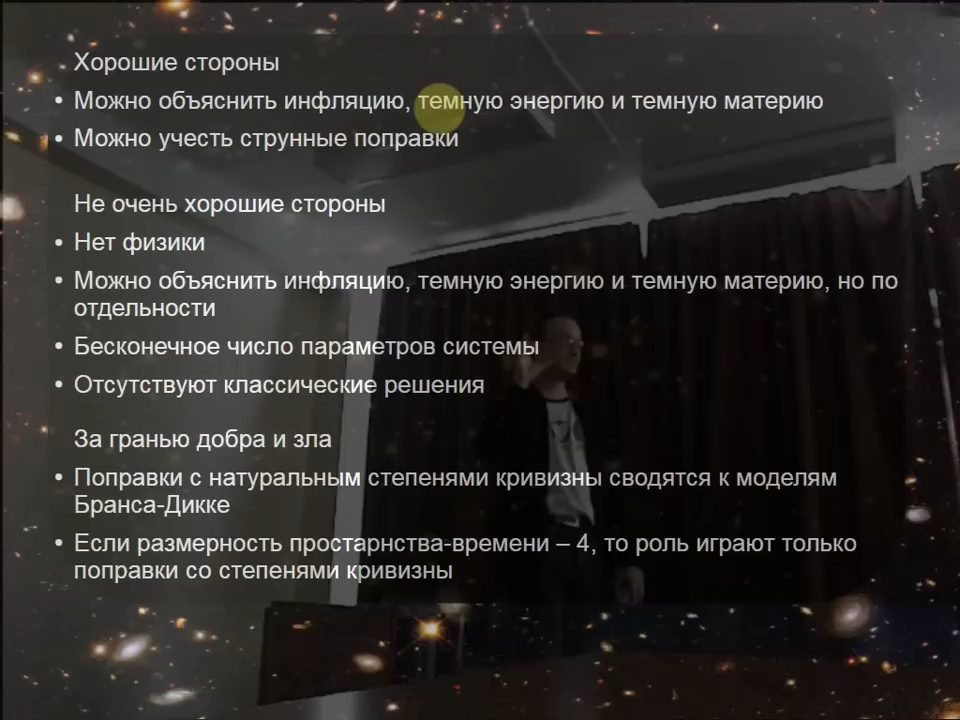 Хорошие стороны
• Можно объяснить инфляцию, темную энергию и темную материю
• Можно учесть струнные поправки
Не очень хорошие стороны
• Нет физики
• Можно объяснить инфляцию, темную энергию и темную материю, но по
отдельности
• Бесконечное число параметров системы
• Отсутствуют классические решения
За гранью добра и зла
• Поправки с натуральным степенями кривизны сводятся к моделям
Бранса-Дикке
• Если размерность простарнства-времени – 4, то роль играют только
поправки со степенями кривизны